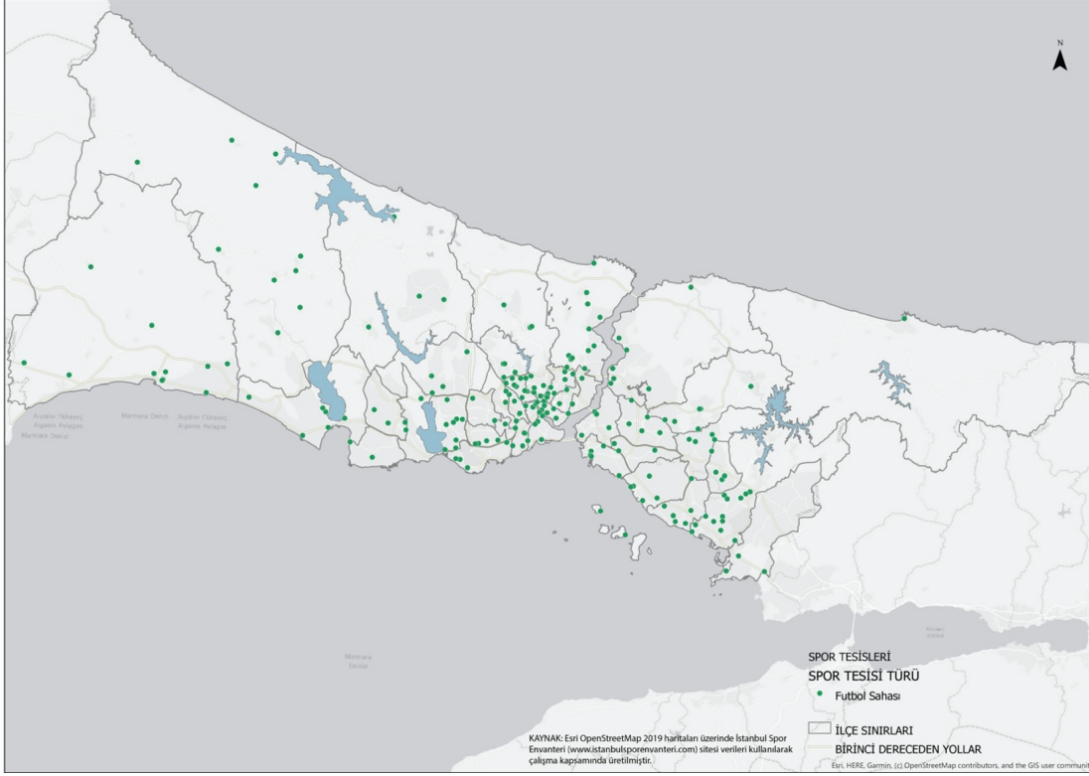 N
Marmara Denizi
SPOR TESİSLERİ
SPOR TESİSİ TÜRÜ
Futbol Sahası
İLÇE SINIRLARI
BİRİNCİ DERECEDEN YOLLAR
KAYNAK: Esri OpenStreetMap 2019 haritaları üzerinde İstanbul Spor
Envanteri (www.istanbulsporenvanteri.com) sitesi verileri kullanılarak
çalışma kapsamında üretilmiştir.
Esri, HERE, Garmin, (c) OpenStreetMap contributors, and the GIS user communit